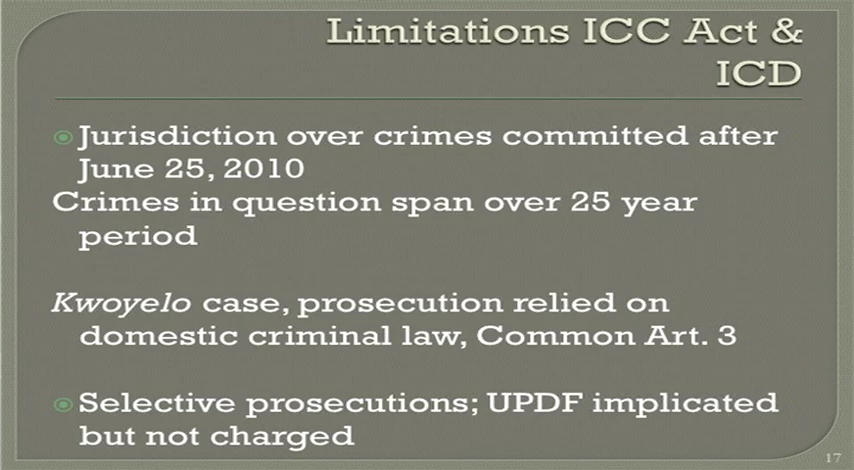 Limitations ICC Act &
ICD
Jurisdiction over crimes committed after
June 25, 2010
Crimes in question span over 25 year
period
Kwoyelo case, prosecution relied on
domestic criminal law, Common Art. 3
Selective prosecutions; UPDF implicated
but not charged
17